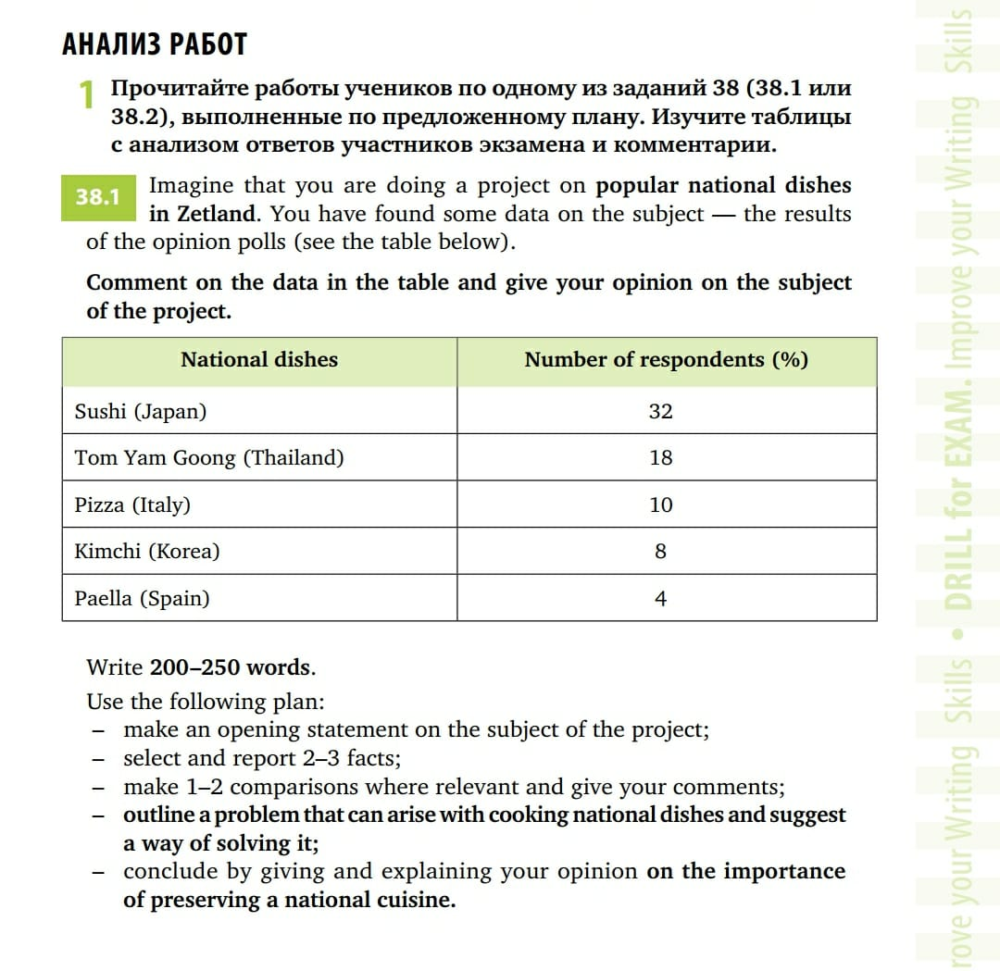 АНАЛИЗ РАБОТ
1 Прочитайте работы учеников по одному из заданий 38 (38.1 или
38.2), выполненные по предложенному плану. Изучите таблицы
с анализом ответов участников экзамена и комментарии.
38.1 Imagine that you are doing a project on popular national dishes
in Zetland. You have found some data on the subject — the results
of the opinion polls (see the table below).
Comment on the data in the table and give your opinion on the subject
of the project.
National dishes Number of respondents (%)
Sushi (Japan) 32
Tom Yam Goong (Thailand) 18
Pizza (Italy) 10
Kimchi (Korea) 8
Paella (Spain) 4
Write 200–250 words.
Use the following plan:
– make an opening statement on the subject of the project;
– select and report 2–3 facts;
– make 1–2 comparisons where relevant and give your comments;
– outline a problem that can arise with cooking national dishes and suggest
a way of solving it;
– conclude by giving and explaining your opinion on the importance
of preserving a national cuisine.
rove your Writing Skills • DRILL for EXAM. Improve your Writing Skills